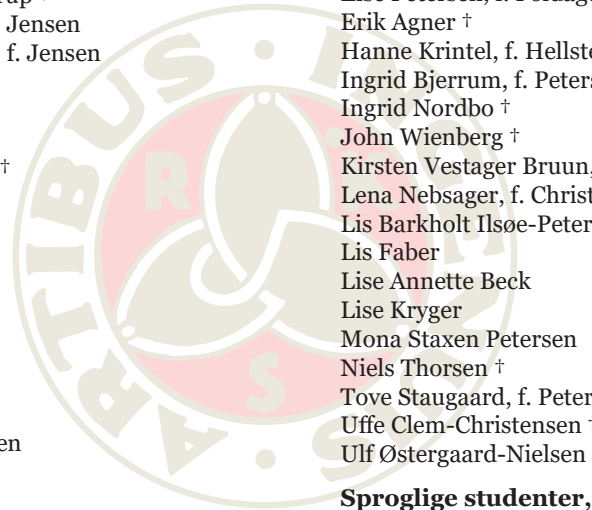 Jensen
f. Jensen
†
en
Erik Agner †
Hanne Krintel, f. Hellste
Ingrid Bjerrum, f. Peters
Ingrid Nordbo †
John Wienberg †
Kirsten Vestager Bruun,
Lena Nebsager, f. Christ
Lis Barkholt Ilsøe-Peter
Lis Faber
Lise Annette Beck
Lise Kryger
Mona Staxen Petersen
Niels Thorsen †
Tove Staugaard, f. Peter
Uffe Clem-Christensen †
Ulf Østergaard-Nielsen
Sproglige studenter,
ARTIBUS
R
S